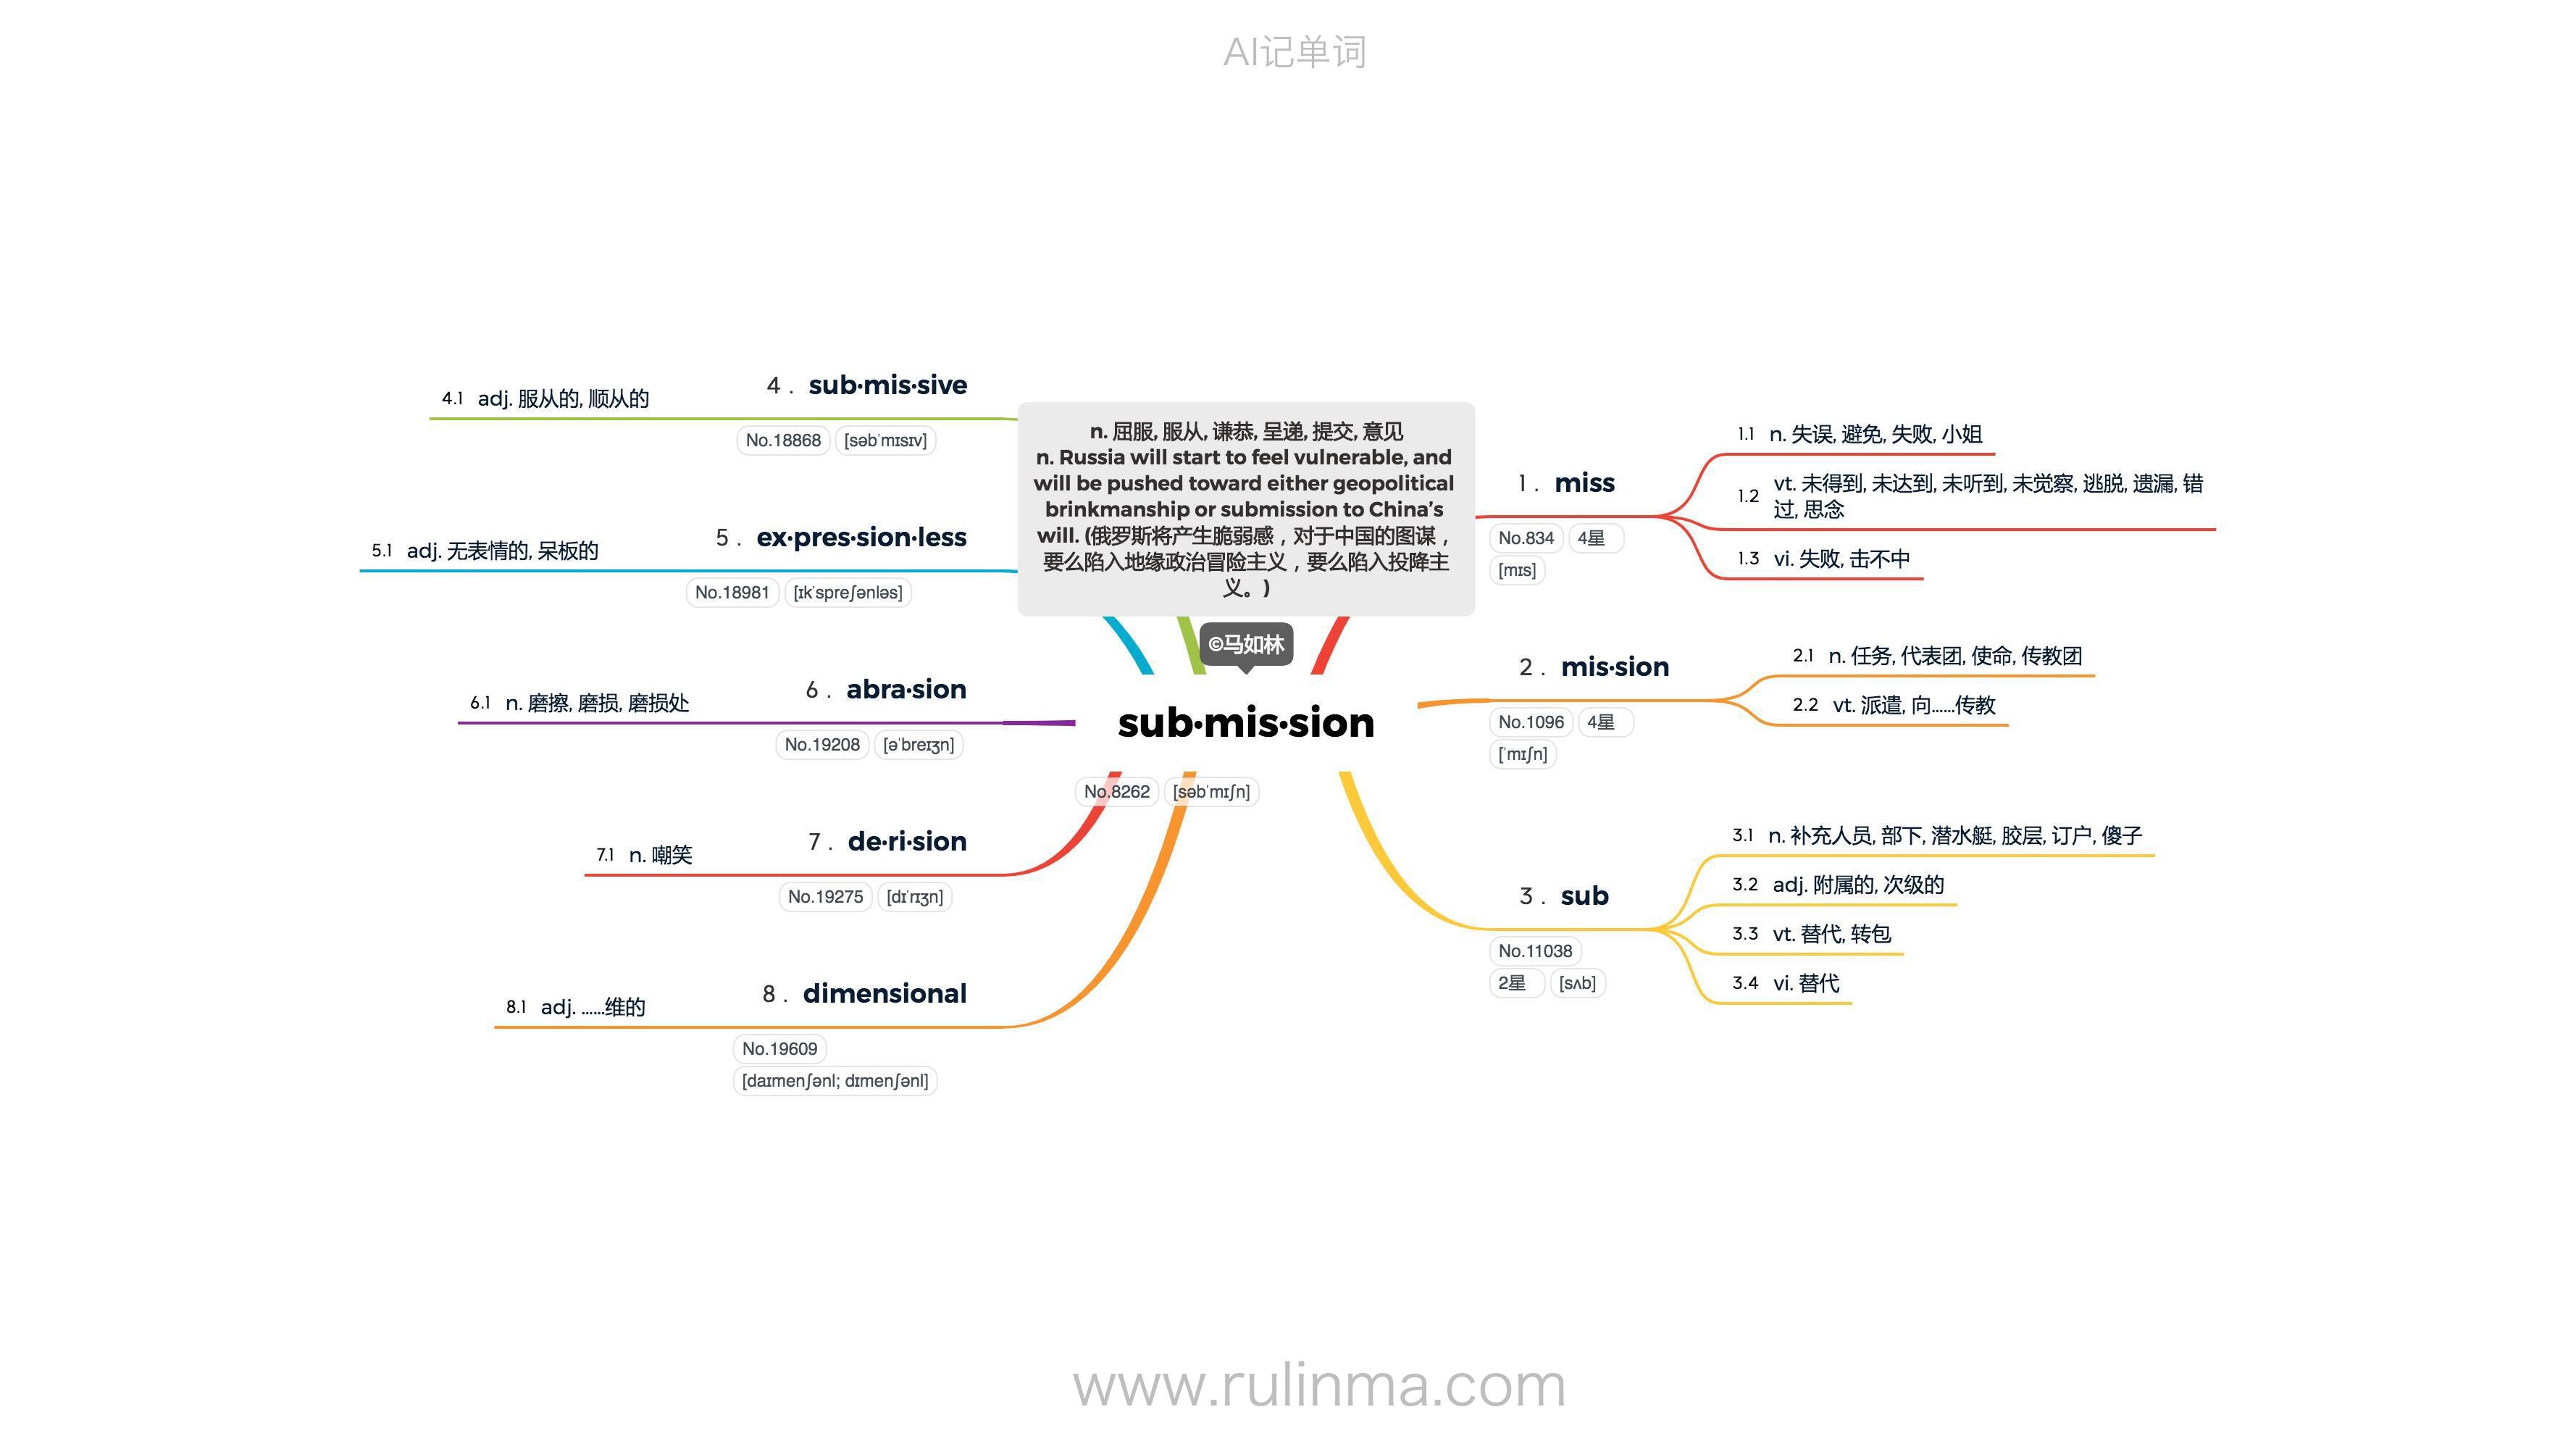 AI记单词
n. 屈服, 服从, 谦恭, 呈递, 提交, 意见
n. Russia will start to feel vulnerable, and
will be pushed toward either geopolitical
brinkmanship or submission to China’s
will. (俄罗斯将产生脆弱感，对于中国的图谋，
要么陷入地缘政治冒险主义，要么陷入投降主
义。)
©马如林
sub·mis·sion
No.8262 [səbˈmɪʃn]
1 . miss
No.834 4星
[mɪs]
1.1 n. 失误, 避免, 失败, 小姐
1.2 vt. 未得到, 未达到, 未听到, 未觉察, 逃脱, 遗漏, 错
过, 思念
1.3 vi. 失败, 击不中
2 . mis·sion
No.1096 4星
[ˈmɪʃn]
2.1 n. 任务, 代表团, 使命, 传教团
2.2 vt. 派遣, 向……传教
3 . sub
No.11038
2星 [sʌb]
3.1 n. 补充人员, 部下, 潜水艇, 胶层, 订户, 傻子
3.2 adj. 附属的, 次级的
3.3 vt. 替代, 转包
3.4 vi. 替代
4 . sub·mis·sive
No.18868 [səbˈmɪsɪv]
4.1 adj. 服从的, 顺从的
5 . ex·pres·sion·less
No.18981 [ɪkˈspreʃənləs]
5.1 adj. 无表情的, 呆板的
6 . abra·sion
No.19208 [əˈbreɪʒn]
6.1 n. 磨擦, 磨损, 磨损处
7 . de·ri·sion
No.19275 [dɪˈrɪʒn]
7.1 n. 嘲笑
8 . dimensional
No.19609
[daɪmenʃənl; dɪmenʃənl]
8.1 adj. ……维的
www.rulinma.com